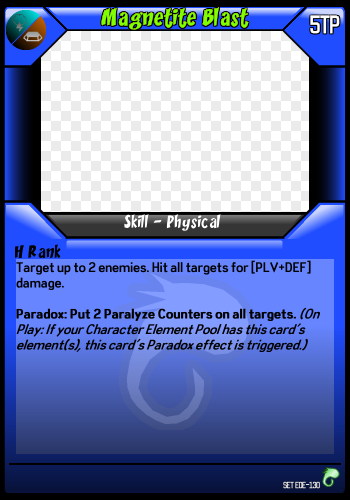 Magnetite Blast
5TP
Skill - Physical
H Rank
Target up to 2 enemies. Hit all targets for [PLV+DEF]
damage.
Paradox: Put 2 Paralyze Counters on all targets. (On
Play: If your Character Element Pool has this card's
element(s), this card's Paradox effect is triggered.)
SET EDE-130